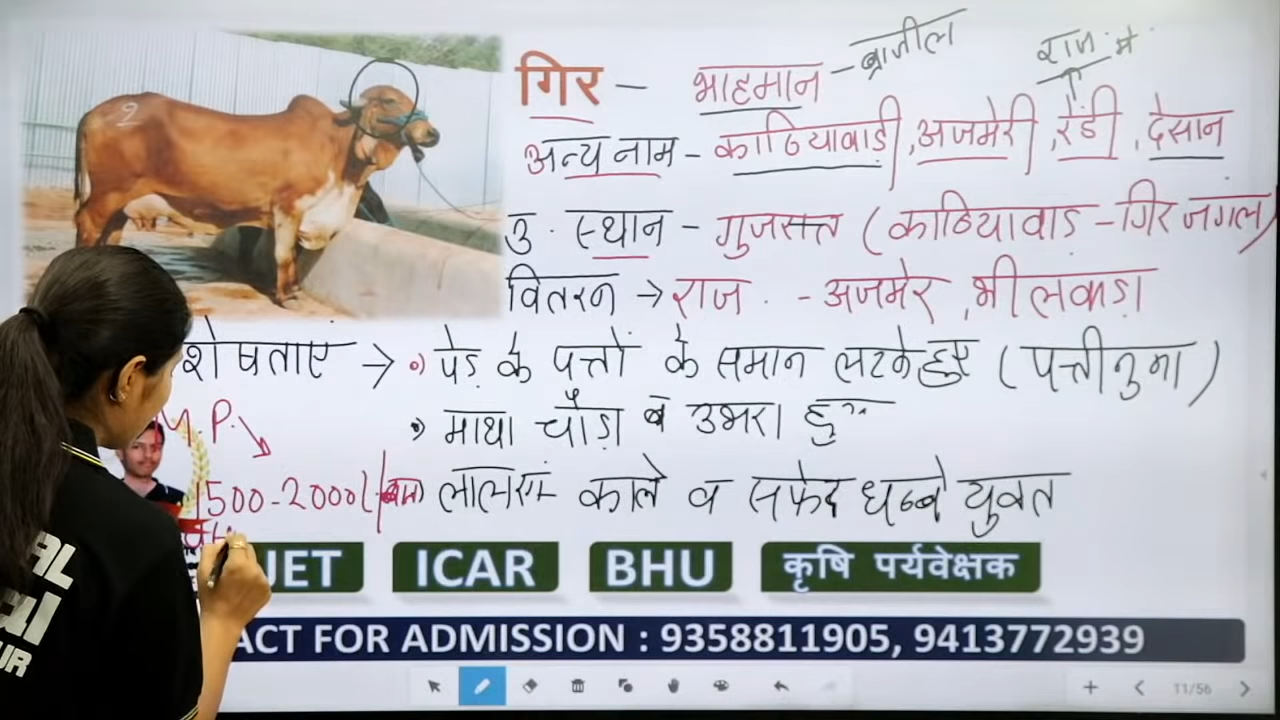 गिर - भाहमान - ब्राजील
राज. मे
अन्य नाम - काठियावाड़ी, अजमेरी, रेंडी, देसान
उ. स्थान - गुजरात (काठियावाड़ - गिर जंगल)
वितरन → राज. - अजमेर, भीलवाड़ा
शेषताएं → पेड़ के पत्तों के समान लटके हुए (पत्तीनुमा)
माथा चौड़ा व उभरा हु
M.P.
1500-2000 l
लालरंग काले व सफेद धब्बे युक्त
JET ICAR BHU कृषि पर्यवेक्षक
ACT FOR ADMISSION : 9358811905, 9413772939
11/56